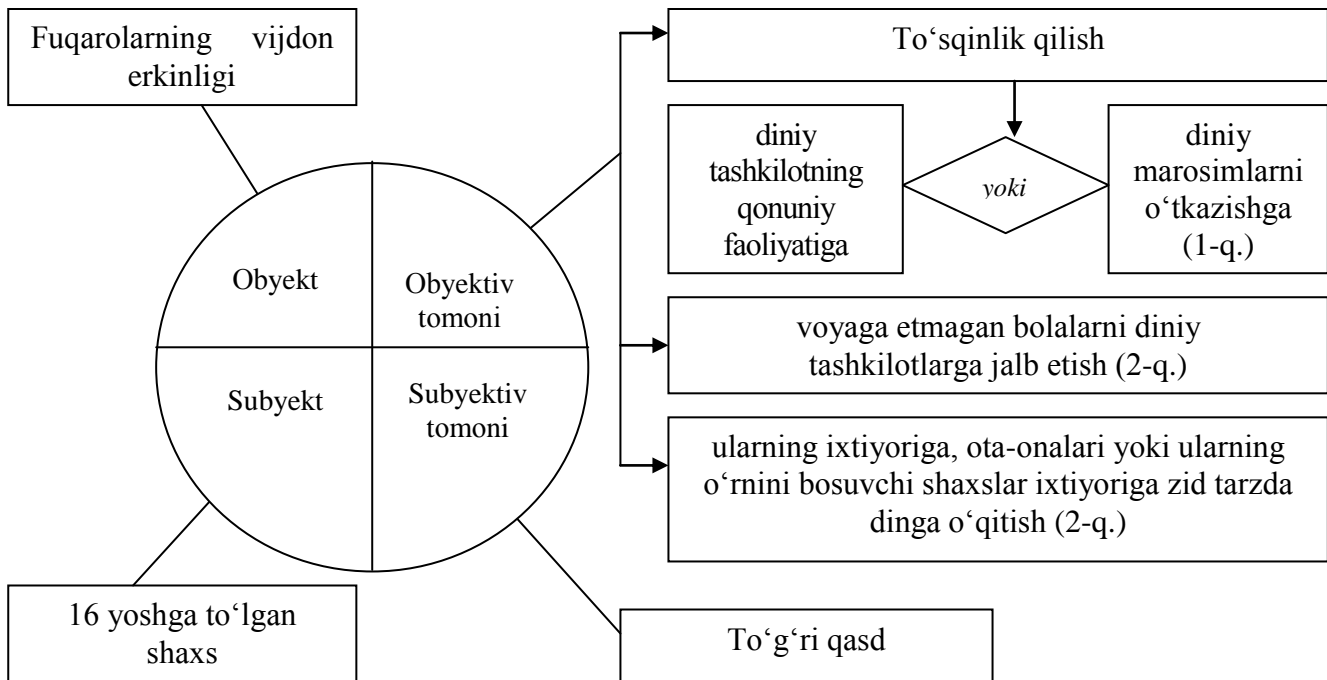 Fuqarolarning vijdon
erkinligi
To‘sqinlik qilish
diniy
tashkilotning
qonuniy
faoliyatiga
yoki
diniy
marosimlarni
o‘tkazishga
(1-q.)
Obyekt
Obyektiv
tomoni
voyaga etmagan bolalarni diniy
tashkilotlarga jalb etish (2-q.)
Subyekt
Subyektiv
tomoni
ularning ixtiyoriga, ota-onalari yoki ularning
o‘rnini bosuvchi shaxslar ixtiyoriga zid tarzda
dinga o‘qitish (2-q.)
16 yoshga to‘lgan
shaxs
To‘g‘ri qasd